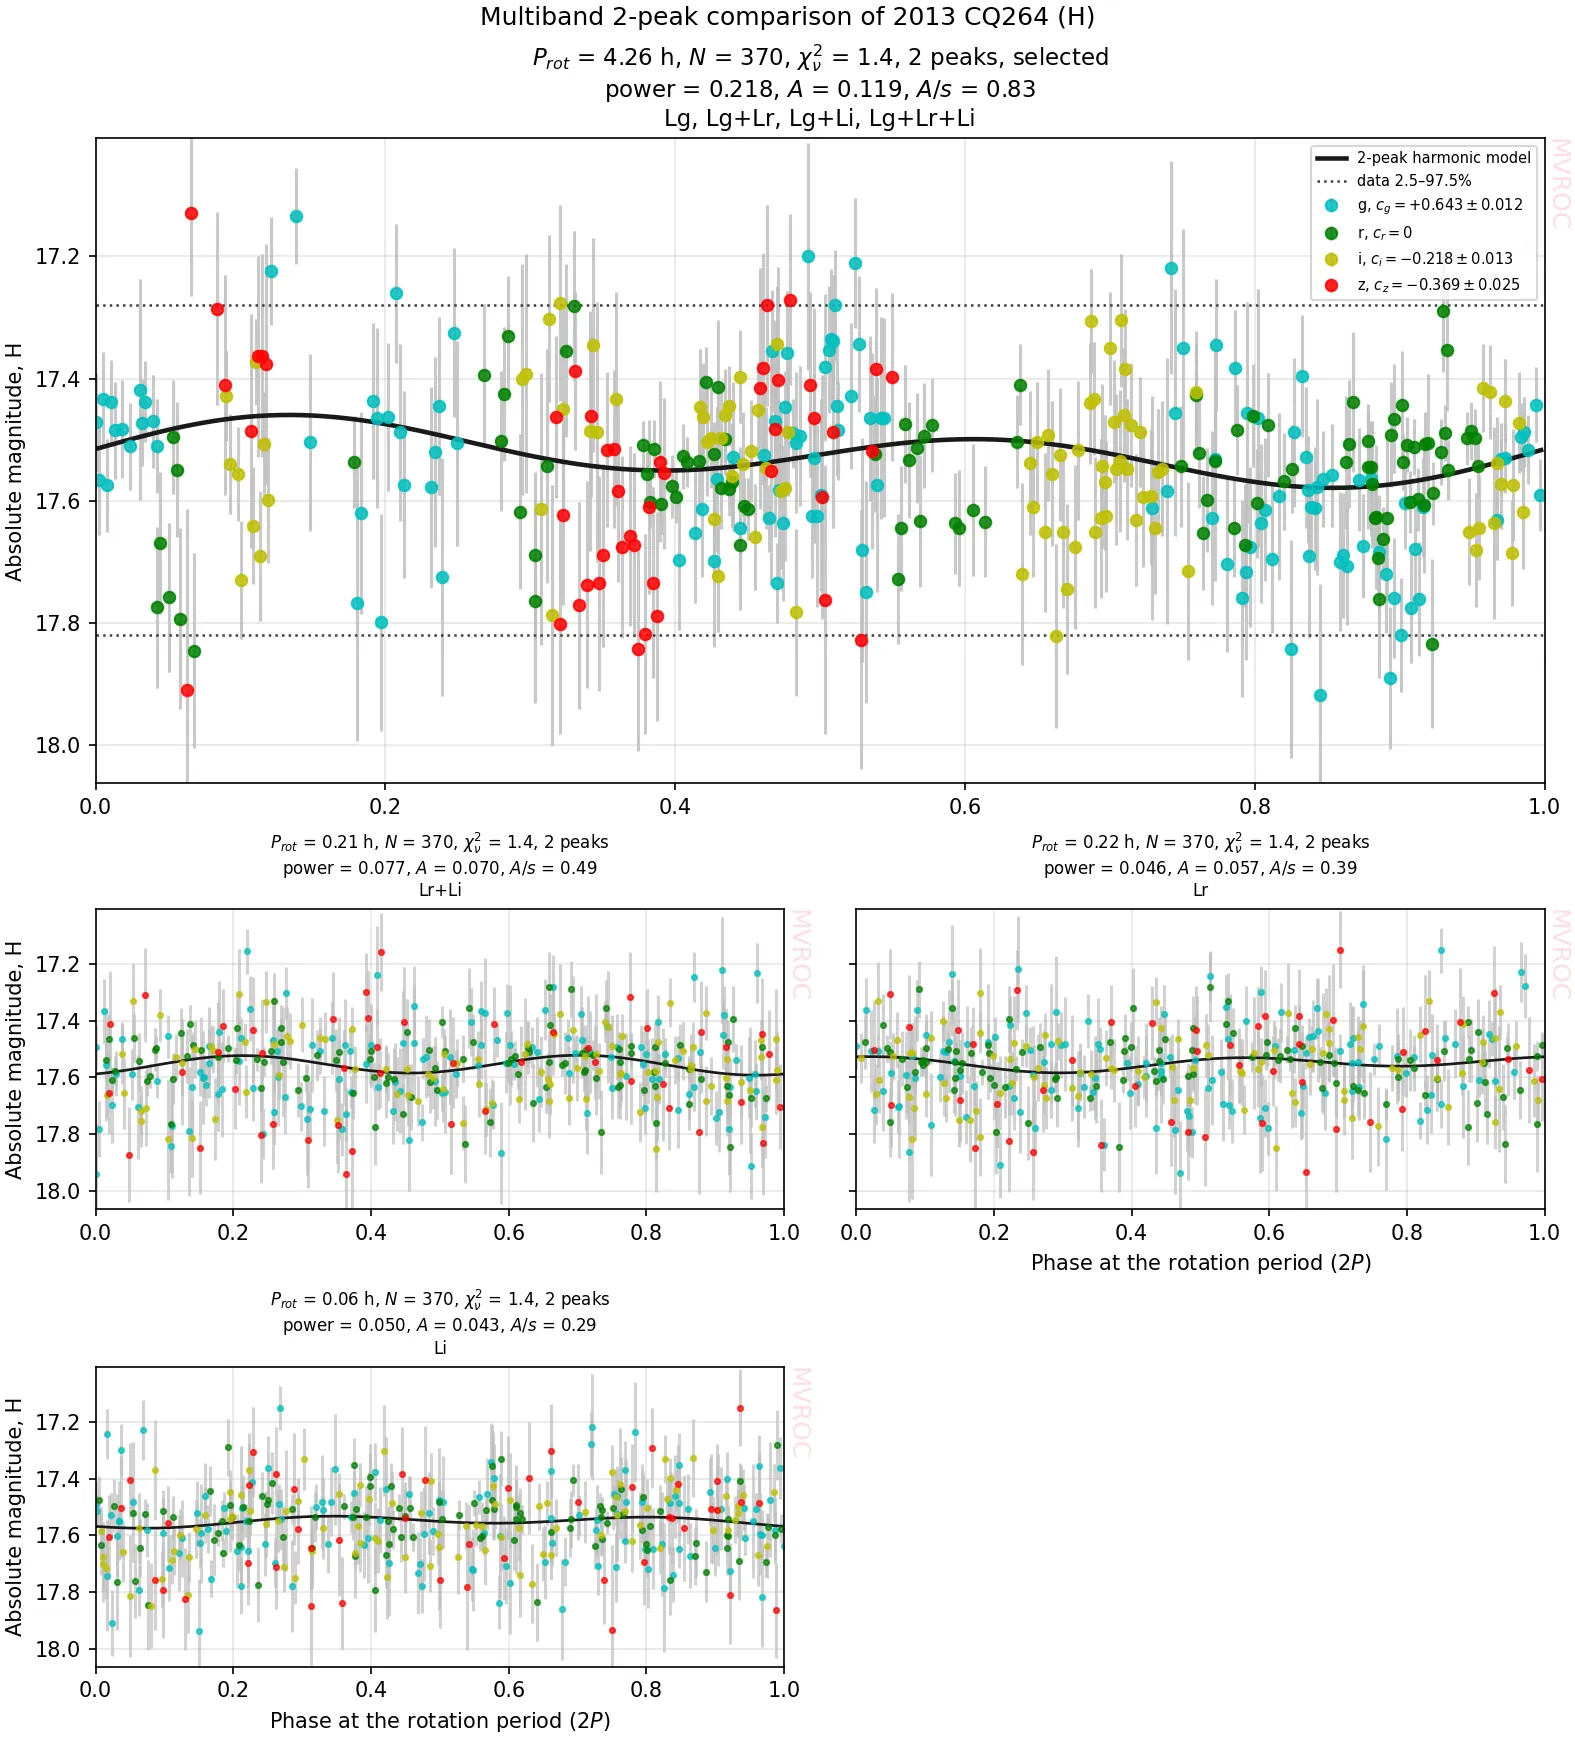 Multiband 2-peak comparison of 2013 CQ264 (H)
P_rot = 4.26 h, N = 370, χ²_ν = 1.4, 2 peaks, selected
power = 0.218, A = 0.119, A/s = 0.83
Lg, Lg+Lr, Lg+Li, Lg+Lr+Li
2-peak harmonic model
data 2.5–97.5%
g, c_g = +0.643 ± 0.012
r, c_r = 0
i, c_i = −0.218 ± 0.013
z, c_z = −0.369 ± 0.025
MVROC
Absolute magnitude, H
17.2
17.4
17.6
17.8
18.0
0.0 0.2 0.4 0.6 0.8 1.0
P_rot = 0.21 h, N = 370, χ²_ν = 1.4, 2 peaks
power = 0.077, A = 0.070, A/s = 0.49
Lr+Li
MVROC
Absolute magnitude, H
17.2
17.4
17.6
17.8
18.0
0.0 0.2 0.4 0.6 0.8 1.0
P_rot = 0.22 h, N = 370, χ²_ν = 1.4, 2 peaks
power = 0.046, A = 0.057, A/s = 0.39
Lr
MVROC
0.0 0.2 0.4 0.6 0.8 1.0
Phase at the rotation period (2P)
P_rot = 0.06 h, N = 370, χ²_ν = 1.4, 2 peaks
power = 0.050, A = 0.043, A/s = 0.29
Li
MVROC
Absolute magnitude, H
17.2
17.4
17.6
17.8
18.0
0.0 0.2 0.4 0.6 0.8 1.0
Phase at the rotation period (2P)